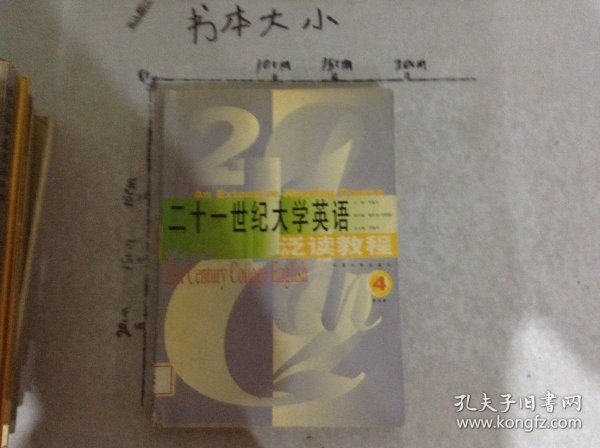 书本大小
10cm 15cm 30cm
10cm
20cm
21
An Extensive Reading Course
二十一世纪大学英语
泛读教程
21st Century College English
4
孔夫子旧书网
www.kongfz.com